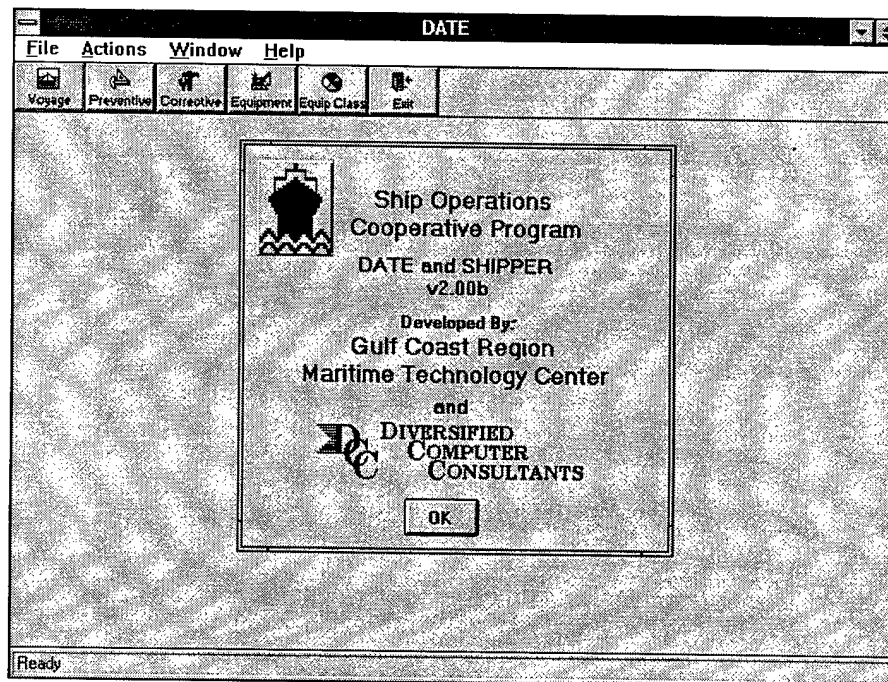 DATE
File Actions Window Help
Voyage Preventive Corrective Equipment Equip Class Exit
Ship Operations
Cooperative Program
DATE and SHIPPER
v2.00b
Developed By:
Gulf Coast Region
Maritime Technology Center
and
DCC
DIVERSIFIED
COMPUTER
CONSULTANTS
OK
Ready